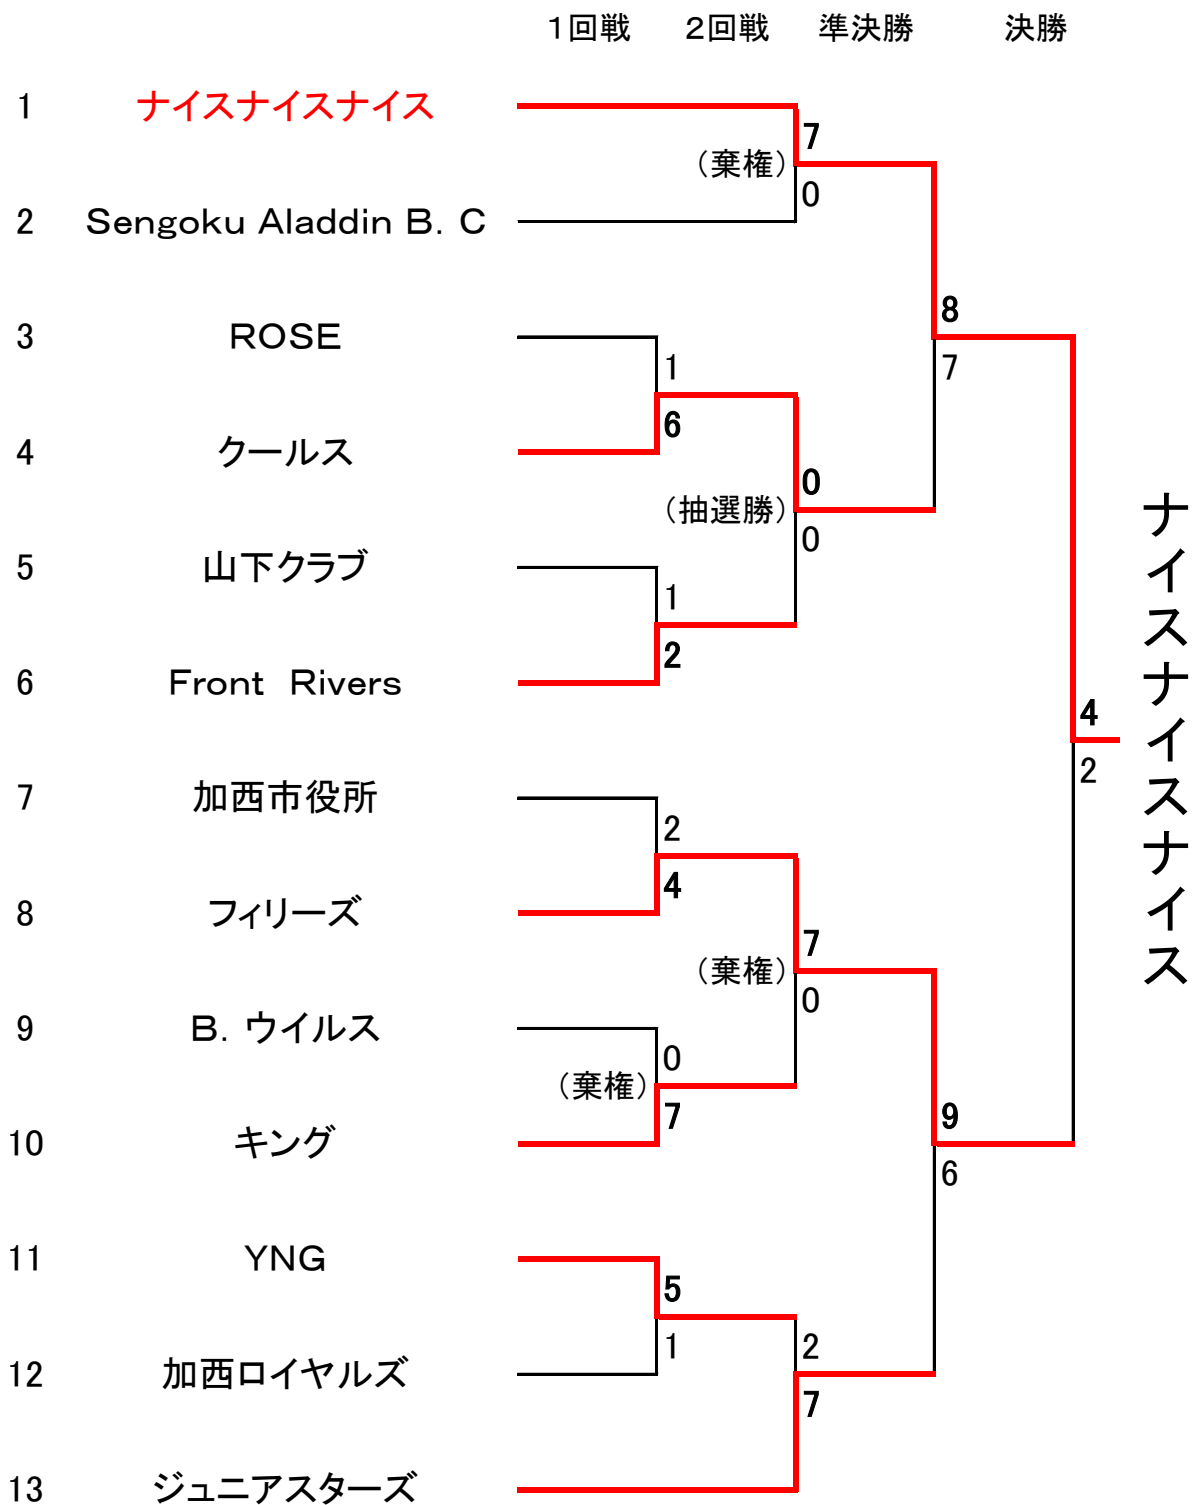 １回戦 ２回戦 準決勝 決勝
1 ナイスナイスナイス
7
（棄権）
0
2 Sengoku Aladdin B．C
8
3 ROSE
7
1
6
4 クールス
0
（抽選勝）
0
5 山下クラブ
1
2
6 Front　Rivers
4
2
ナイスナイスナイス
7 加西市役所
2
4
8 フィリーズ
7
（棄権）
0
9 B．ウイルス
0
（棄権）
7
9
10 キング
6
11 YNG
5
1
2
12 加西ロイヤルズ
7
13 ジュニアスターズ